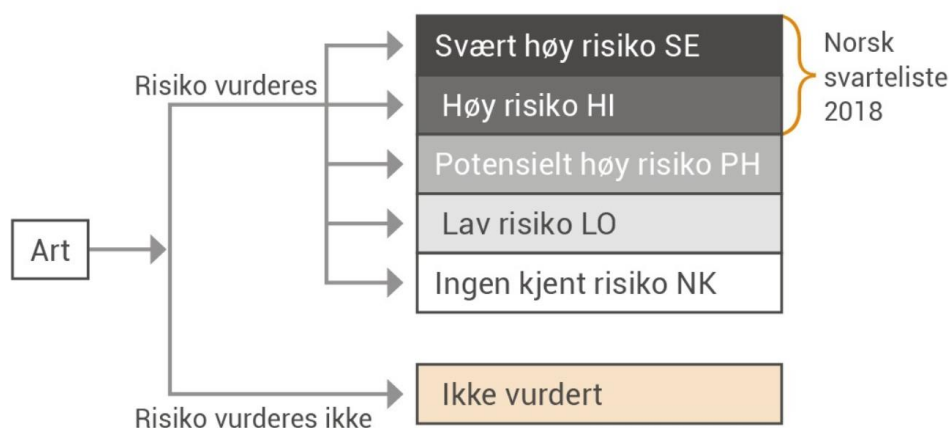 Art
Risiko vurderes
Svært høy risiko SE
Høy risiko HI
Potensielt høy risiko PH
Lav risiko LO
Ingen kjent risiko NK
Norsk
svarteliste
2018
Risiko vurderes ikke
Ikke vurdert